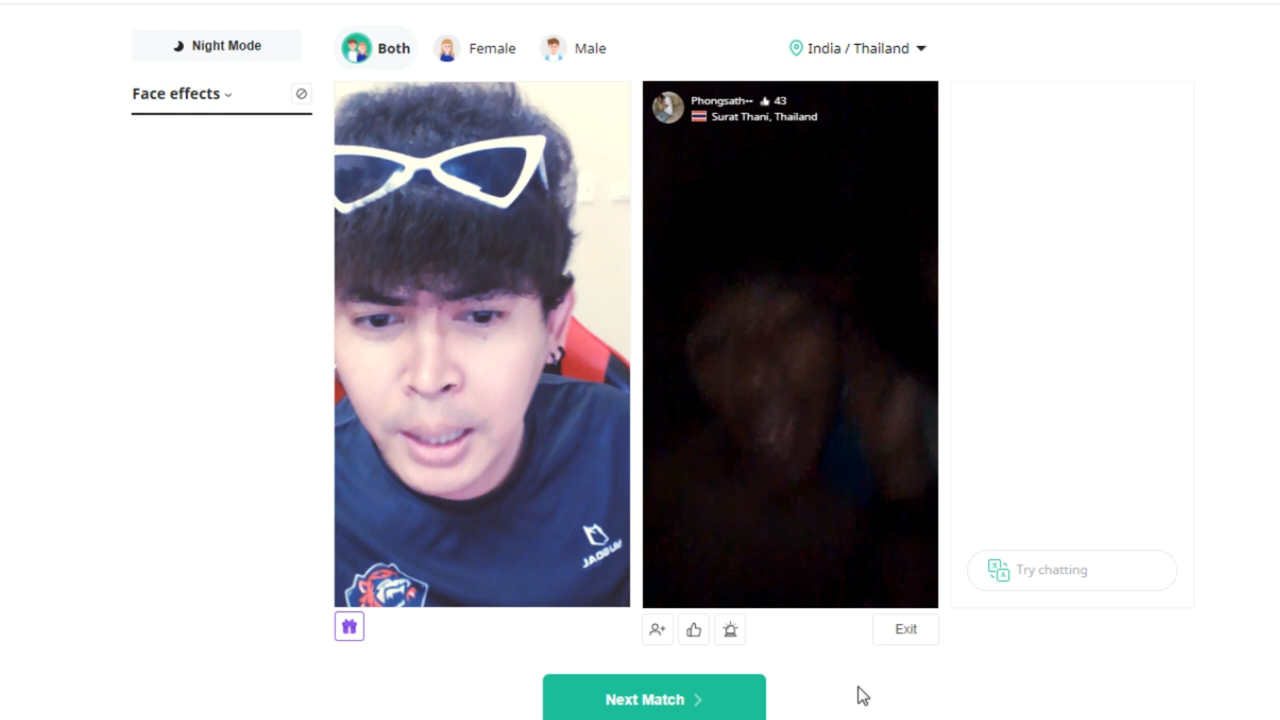 Night Mode
Both
Female
Male
India / Thailand
Face effects
Phongsath•• 43
Surat Thani, Thailand
Try chatting
Exit
Next Match